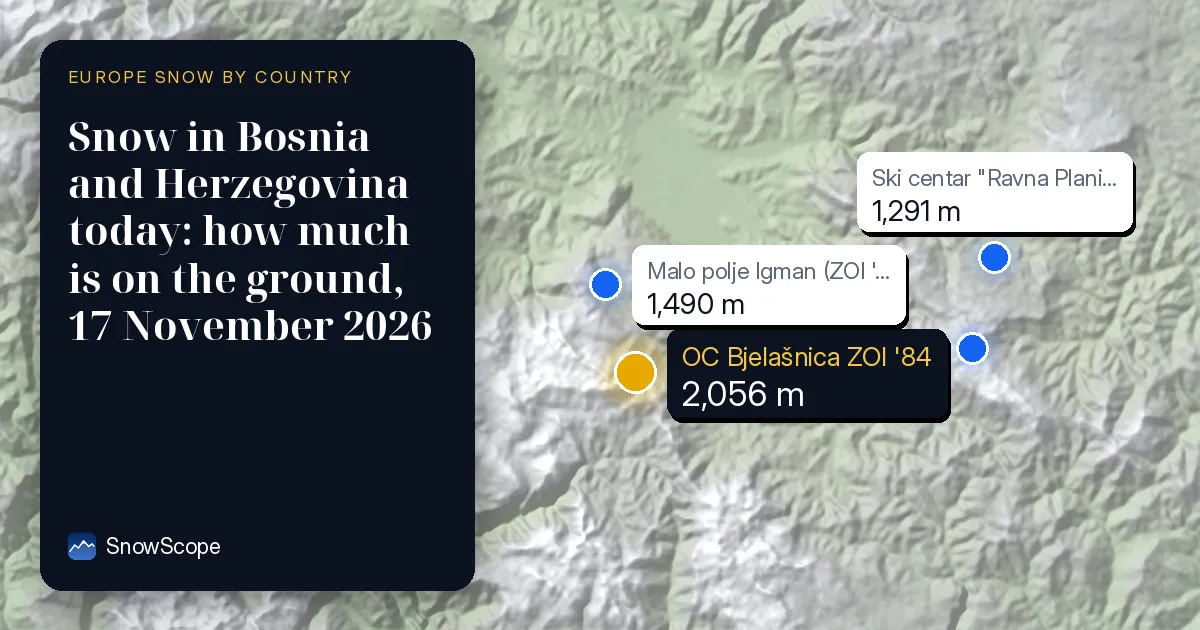 EUROPE SNOW BY COUNTRY
Snow in Bosnia
and Herzegovina
today: how much
is on the ground,
17 November 2026
SnowScope
Ski centar "Ravna Plani...
1,291 m
Malo polje Igman (ZOI '...
1,490 m
OC Bjelašnica ZOI '84
2,056 m